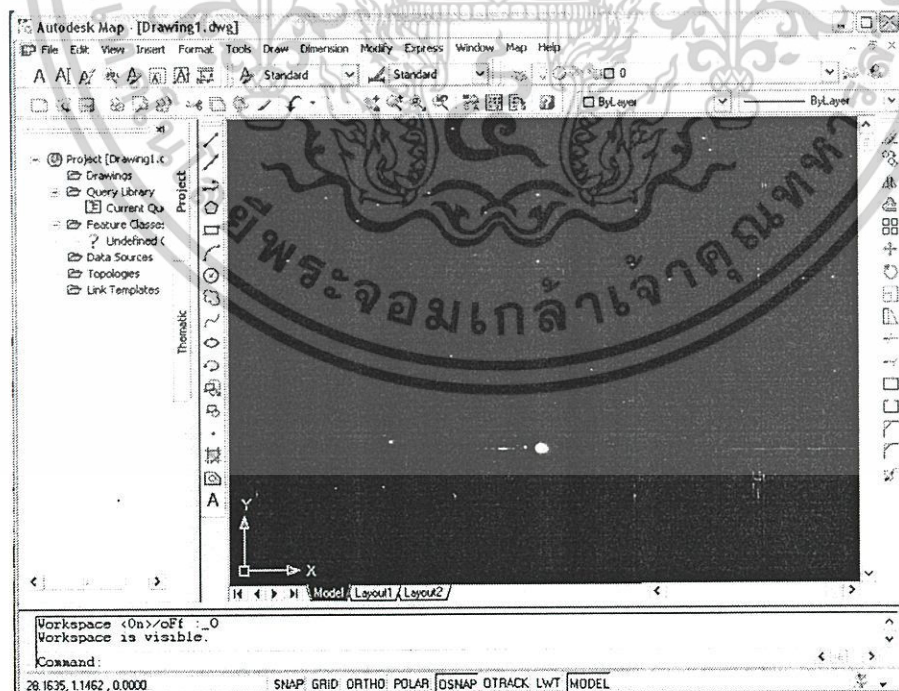 Autodesk Map - [Drawing1.dwg]
File Edit View Insert Format Tools Draw Dimension Modify Express Window Map Help
Standard Standard 0
ByLayer ByLayer
Project [Drawing1.d
Drawings
Query Library
Current Qu
Feature Classes
? Undefined (
Data Sources
Topologies
Link Templates
Project
Thematic
A
Y
X
Model Layout1 Layout2
Workspace <On>/oFf :_O
Workspace is visible.
Command:
28.1635, 1.1462 , 0.0000 SNAP GRID ORTHO POLAR OSNAP OTRACK LWT MODEL
พระจอมเกล้าเจ้าคุณทหาร